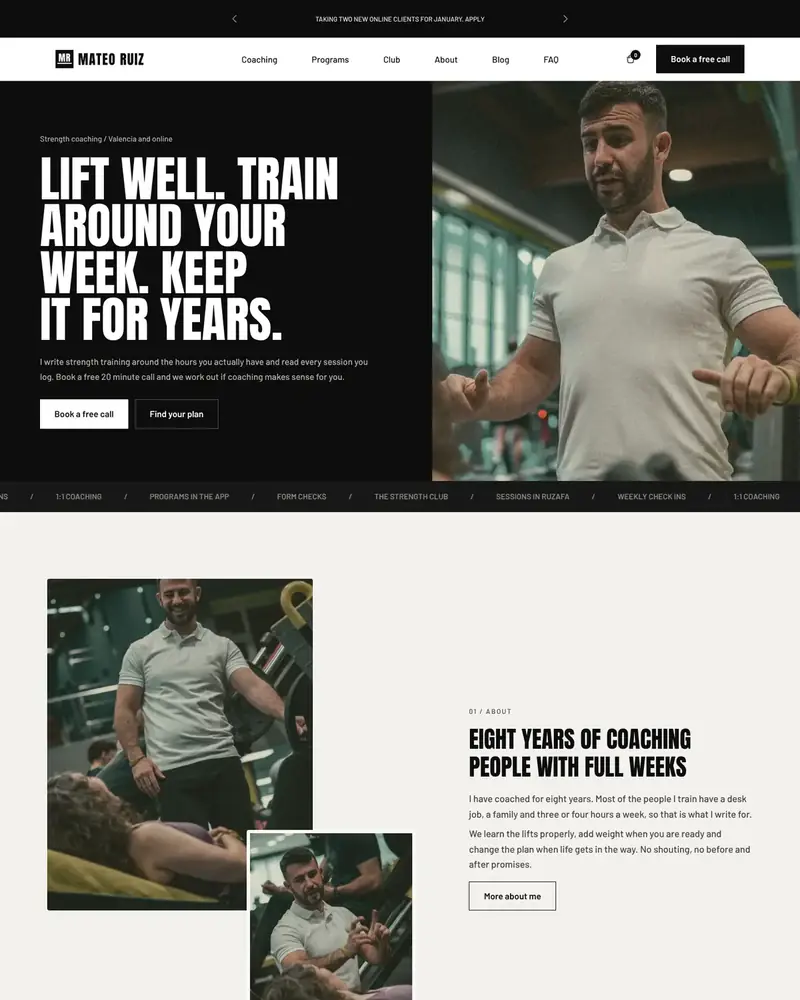 TAKING TWO NEW ONLINE CLIENTS FOR JANUARY. APPLY
MR MATEO RUIZ
Coaching
Programs
Club
About
Blog
FAQ
0
Book a free call
Strength coaching / Valencia and online
LIFT WELL. TRAIN
AROUND YOUR
WEEK. KEEP
IT FOR YEARS.
I write strength training around the hours you actually have and read every session you
log. Book a free 20 minute call and we work out if coaching makes sense for you.
Book a free call
Find your plan
NS / 1:1 COACHING / PROGRAMS IN THE APP / FORM CHECKS / THE STRENGTH CLUB / SESSIONS IN RUZAFA / WEEKLY CHECK INS / 1:1 COACHING
01 / ABOUT
EIGHT YEARS OF COACHING
PEOPLE WITH FULL WEEKS
I have coached for eight years. Most of the people I train have a desk
job, a family and three or four hours a week, so that is what I write for.
We learn the lifts properly, add weight when you are ready and
change the plan when life gets in the way. No shouting, no before and
after promises.
More about me